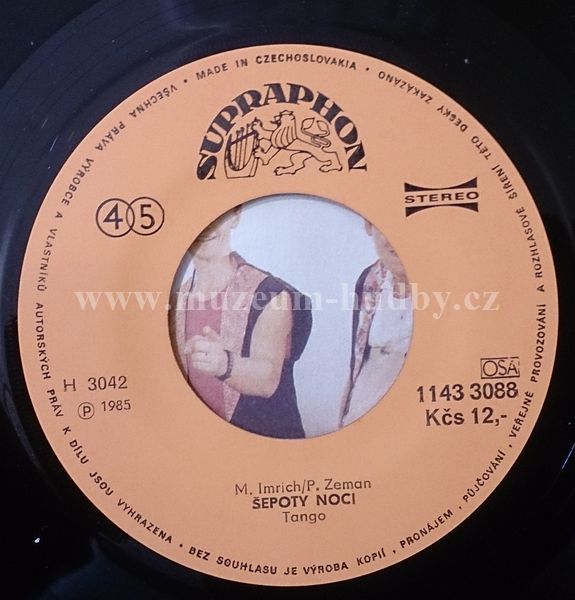 • MADE IN CZECHOSLOVAKIA • VŠECHNA PRÁVA VÝROBCE A VLASTNÍKŮ AUTORSKÝCH PRÁV K DÍLU JSOU VYHRAZENA • BEZ SOUHLASU JE VÝROBA KOPIÍ, PRONÁJEM, PŮJČOVÁNÍ, VEŘEJNÉ PROVOZOVÁNÍ A ROZHLASOVÉ ŠÍŘENÍ TÉTO DESKY ZAKÁZÁNO
SUPRAPHON
45
STEREO
www.muzeum-hudby.cz
H 3042
℗ 1985
OSA
1143 3088
Kčs 12,-
M. Imrich/P. Zeman
ŠEPOTY NOCI
Tango